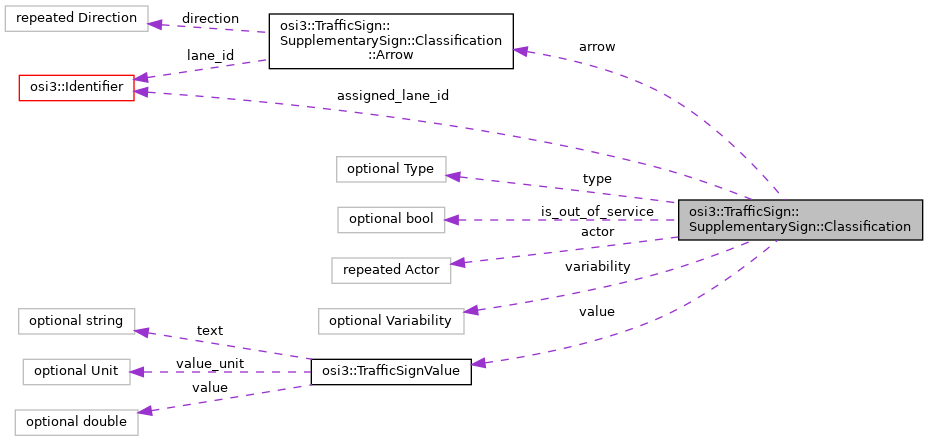 repeated Direction
direction
osi3::TrafficSign::
SupplementarySign::Classification
::Arrow
arrow
lane_id
osi3::Identifier
assigned_lane_id
optional Type
type
osi3::TrafficSign::
SupplementarySign::Classification
optional bool
is_out_of_service
actor
repeated Actor
variability
optional Variability
value
optional string
text
optional Unit
value_unit
osi3::TrafficSignValue
value
optional double